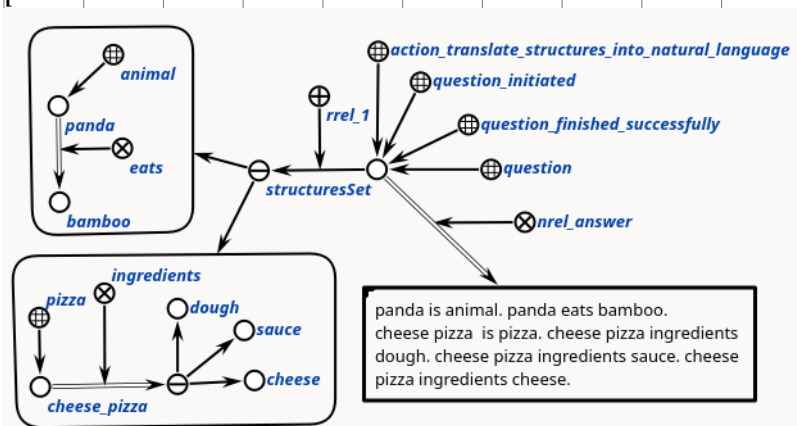 action_translate_structures_into_natural_language
animal
question_initiated
rrel_1
panda
question_finished_successfully
eats
question
structuresSet
bamboo
nrel_answer
ingredients
pizza
dough
sauce
cheese
cheese_pizza
panda is animal. panda eats bamboo.
cheese pizza is pizza. cheese pizza ingredients
dough. cheese pizza ingredients sauce. cheese
pizza ingredients cheese.